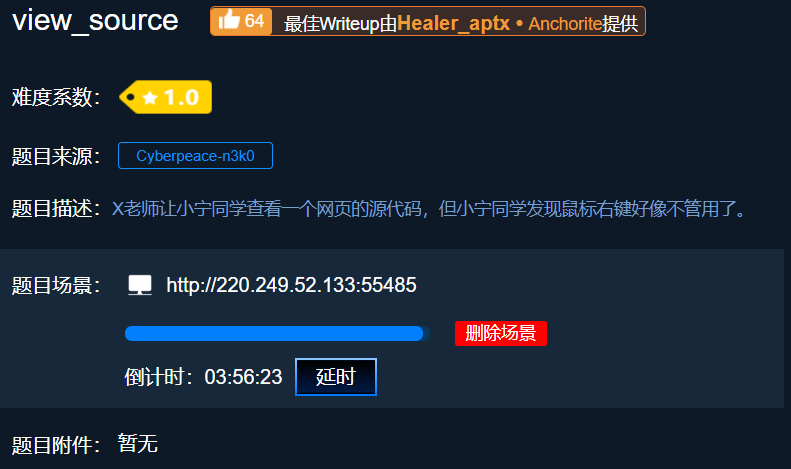 view_source 64 最佳Writeup由Healer_aptx • Anchorite提供
难度系数： 1.0
题目来源： Cyberpeace-n3k0
题目描述：X老师让小宁同学查看一个网页的源代码，但小宁同学发现鼠标右键好像不管用了。
题目场景： http://220.249.52.133:55485
删除场景
倒计时：03:56:23 延时
题目附件： 暂无